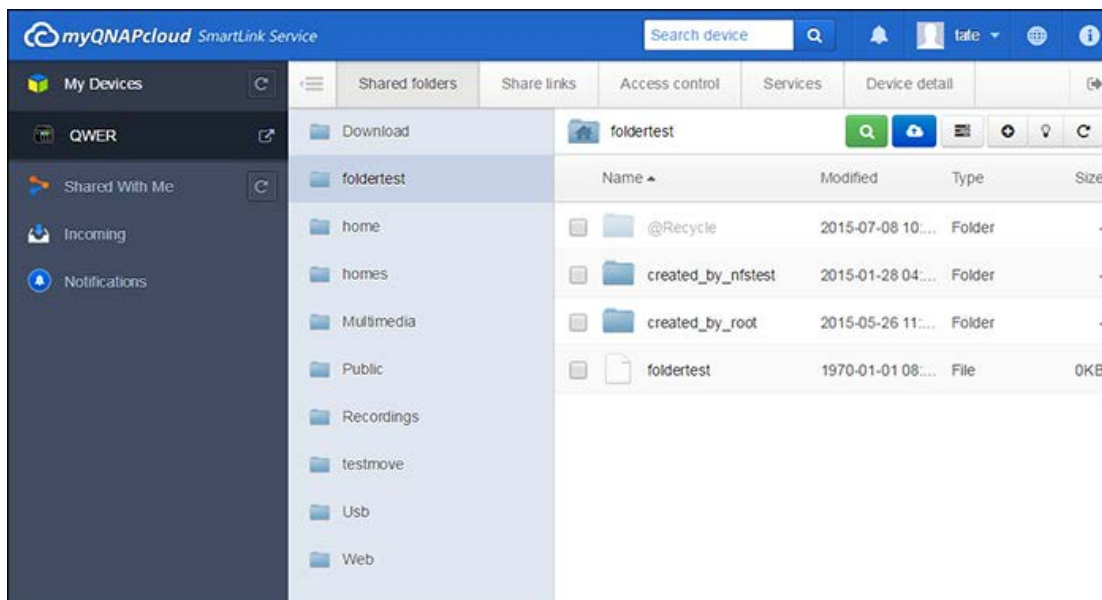 myQNAPcloud SmartLink Service
Search device
tate
My Devices
QWER
Shared With Me
Incoming
Notifications
Shared folders
Share links
Access control
Services
Device detail
Download
foldertest
home
homes
Multimedia
Public
Recordings
testmove
Usb
Web
foldertest
Name Modified Type Size
@Recycle 2015-07-08 10:... Folder -
created_by_nfstest 2015-01-28 04:... Folder -
created_by_root 2015-05-26 11:... Folder -
foldertest 1970-01-01 08:... File 0KB